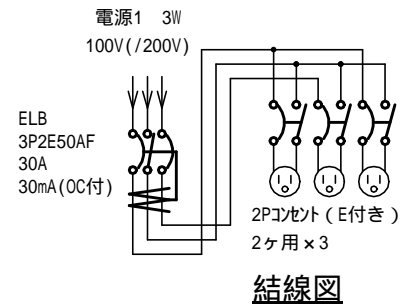 電源1 3W
100V(/200V)
ELB
3P2E50AF
30A
30mA(OC付)
2Pコンセント(E付き)
2ヶ用×3
結線図